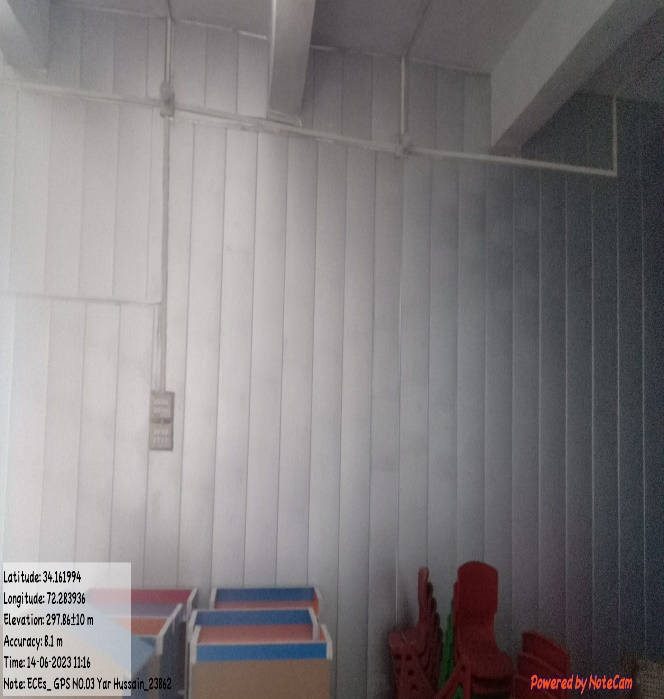 Latitude: 34.161994
Longitude: 72.283936
Elevation: 297.86±10 m
Accuracy: 8.1 m
Time: 14-06-2023 11:16
Note: ECEs_ GPS NO.03 Yar Hussain_23862
Powered by NoteCam